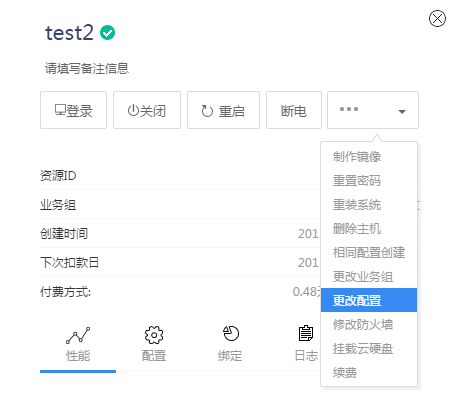 test2
请填写备注信息
登录 关闭 重启 断电 •••
制作镜像
重置密码
重装系统
删除主机
相同配置创建
更改业务组
更改配置
修改防火墙
挂载云硬盘
续费
资源ID
业务组
创建时间 201
下次扣款日 201
付费方式: 0.48
性能 配置 绑定 日志